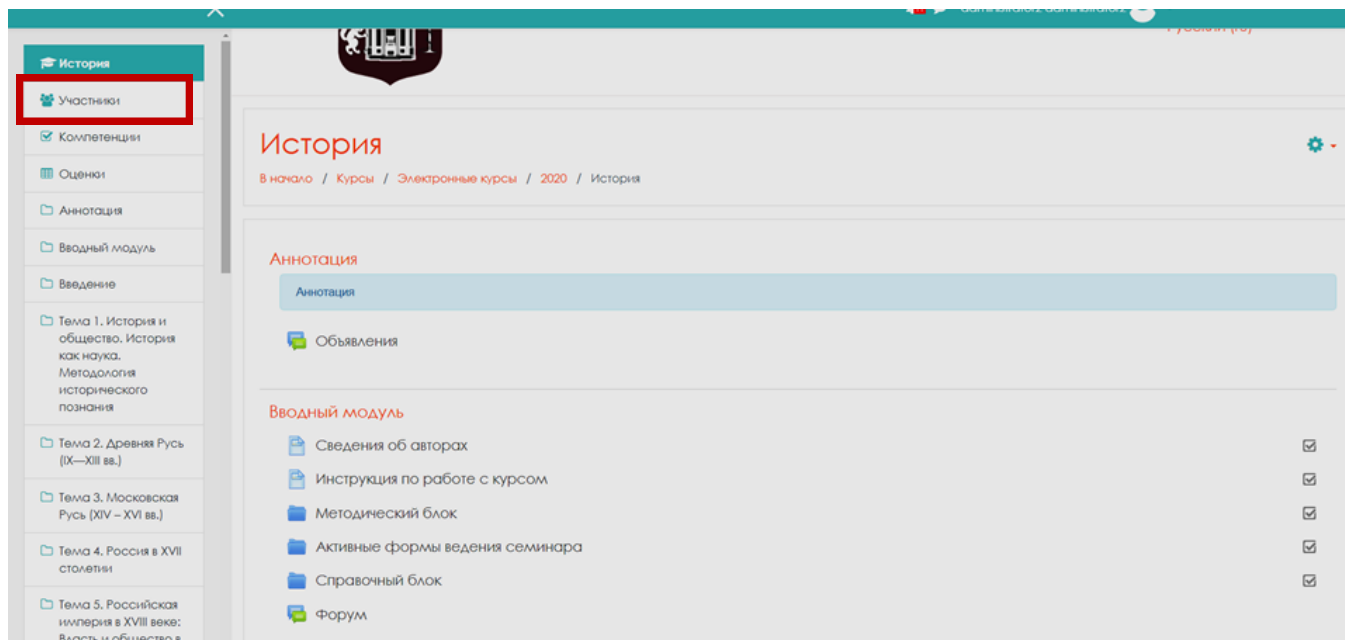 История
Участники
Компетенции
Оценки
Аннотация
Вводный модуль
Введение
Тема 1. История и
общество. История
как наука.
Методология
исторического
познания
Тема 2. Древняя Русь
(IX—XIII вв.)
Тема 3. Московская
Русь (XIV – XVI вв.)
Тема 4. Россия в XVII
столетии
Тема 5. Российская
империя в XVIII веке:
Власть и общество в
История
В начало / Курсы / Электронные курсы / 2020 / История
Аннотация
Аннотация
Объявления
Вводный модуль
Сведения об авторах
Инструкция по работе с курсом
Методический блок
Активные формы ведения семинара
Справочный блок
Форум